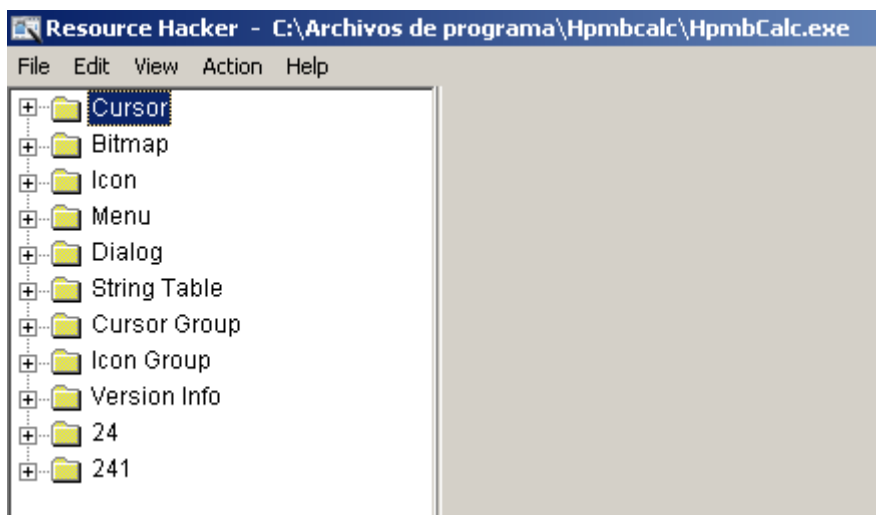 Resource Hacker - C:\Archivos de programa\Hpmbcalc\HpmbCalc.exe
File Edit View Action Help
Cursor
Bitmap
Icon
Menu
Dialog
String Table
Cursor Group
Icon Group
Version Info
24
241